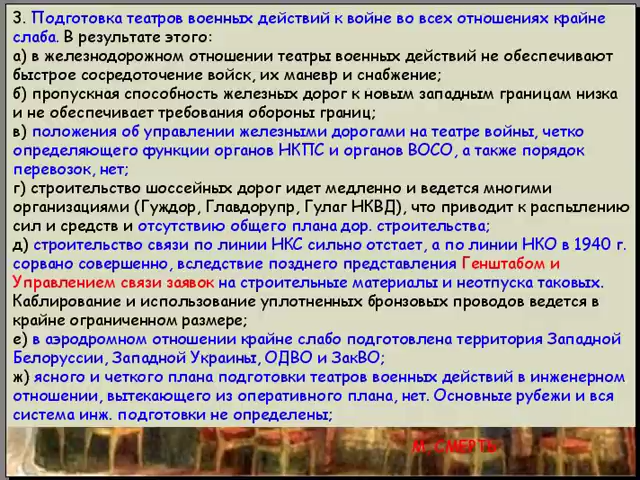 3. Подготовка театров военных действий к войне во всех отношениях крайне
слаба. В результате этого:
а) в железнодорожном отношении театры военных действий не обеспечивают
быстрое сосредоточение войск, их маневр и снабжение;
б) пропускная способность железных дорог к новым западным границам низка
и не обеспечивает требования обороны границ;
в) положения об управлении железными дорогами на театре войны, четко
определяющего функции органов НКПС и органов ВОСО, а также порядок
перевозок, нет;
г) строительство шоссейных дорог идет медленно и ведется многими
организациями (Гуждор, Главдорупр, Гулаг НКВД), что приводит к распылению
сил и средств и отсутствию общего плана дор. строительства;
д) строительство связи по линии НКС сильно отстает, а по линии НКО в 1940 г.
сорвано совершенно, вследствие позднего представления Генштабом и
Управлением связи заявок на строительные материалы и неотпуска таковых.
Каблирование и использование уплотненных бронзовых проводов ведется в
крайне ограниченном размере;
е) в аэродромном отношении крайне слабо подготовлена территория Западной
Белоруссии, Западной Украины, ОДВО и ЗакВО;
ж) ясного и четкого плана подготовки театров военных действий в инженерном
отношении, вытекающего из оперативного плана, нет. Основные рубежи и вся
система инж. подготовки не определены;
СМЕРТЬ